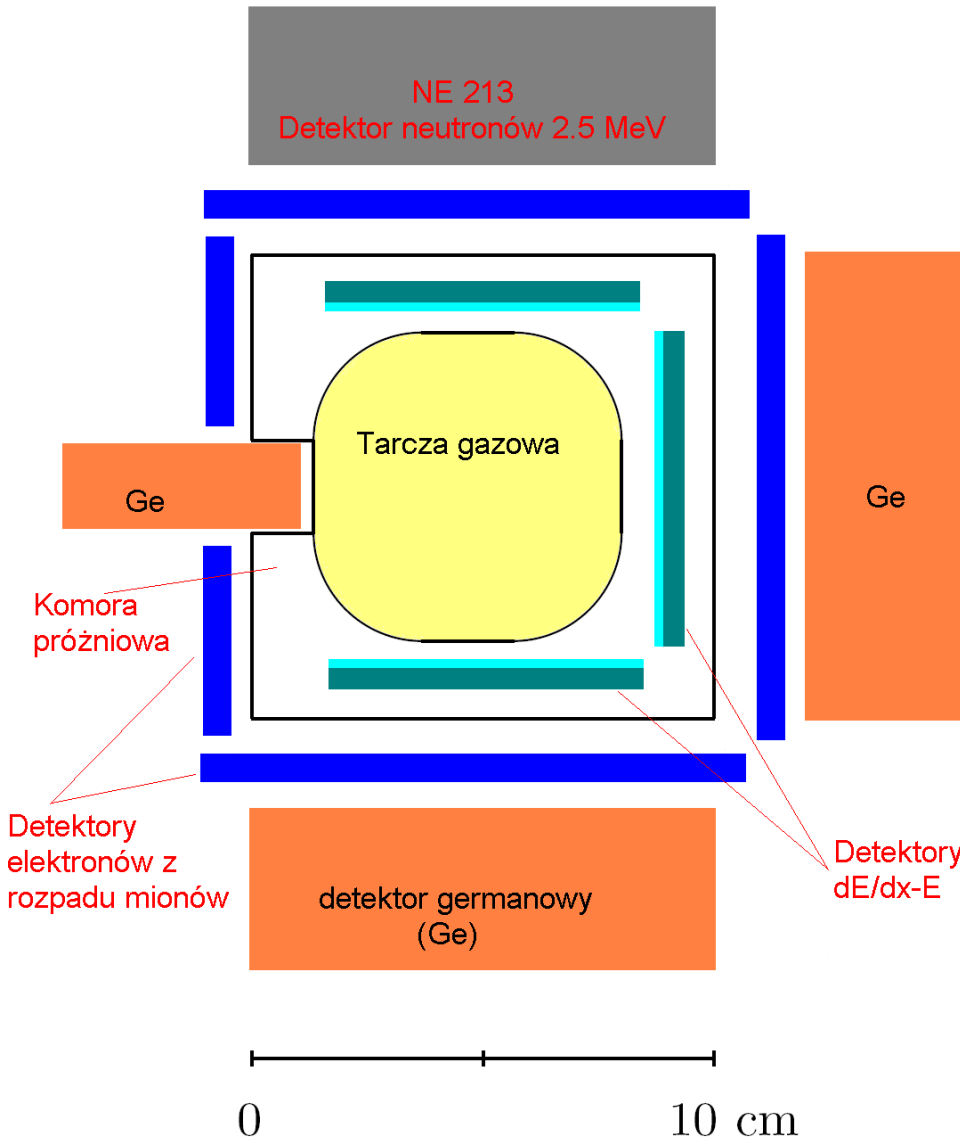 NE 213
Detektor neutronów 2.5 MeV
Tarcza gazowa
Ge
Ge
Komora
próżniowa
Detektory
elektronów z
rozpadu mionów
Detektory
dE/dx-E
detektor germanowy
(Ge)
0
10 cm